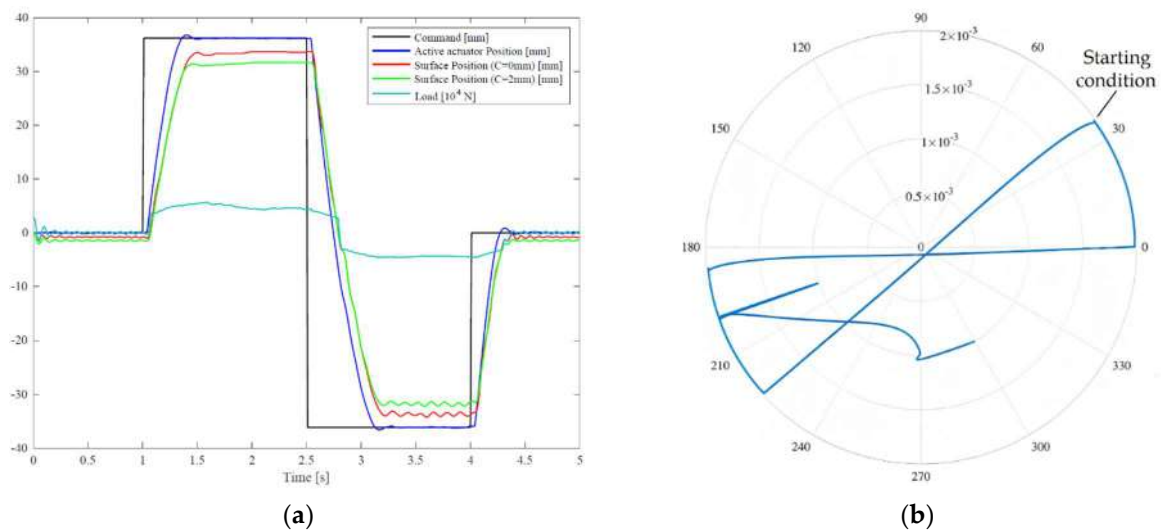 40
30
20
10
0
-10
-20
-30
-40
0 0.5 1 1.5 2 2.5 3 3.5 4 4.5 5
Time [s]
Command [mm]
Active actuator Position [mm]
Surface Position (C=0mm) [mm]
Surface Position (C=2mm) [mm]
Load [10⁴ N]
(a)
90
120 60
2×10⁻³
Starting
condition
1.5×10⁻³
150 30
1×10⁻³
0.5×10⁻³
180 0 0
210 330
240 300
270
(b)